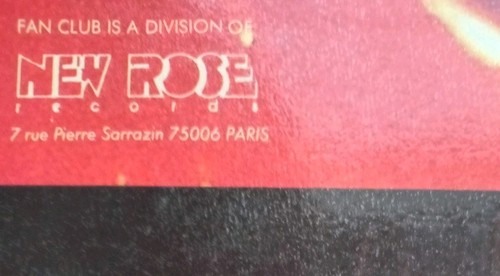 FAN CLUB IS A DIVISION OF
NEW ROSE
records
7 rue Pierre Sarrazin 75006 PARIS